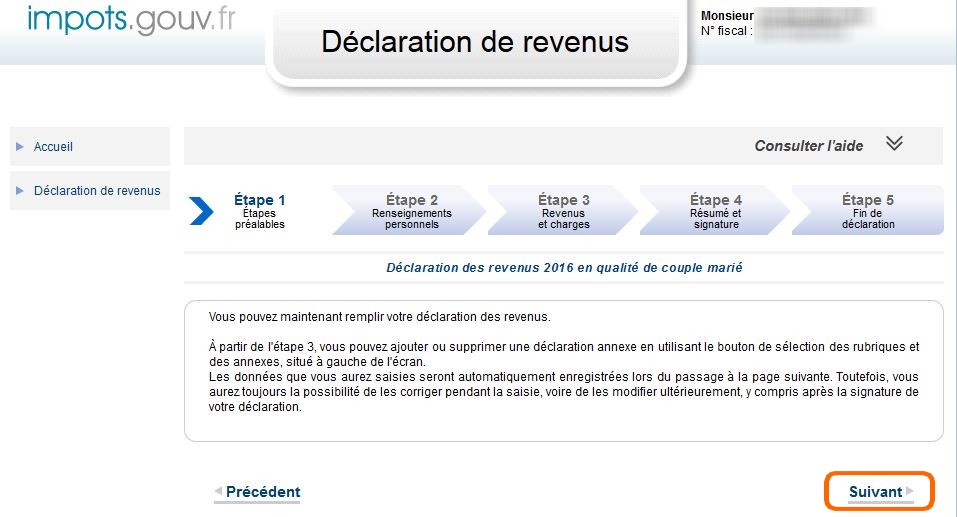 impots.gouv.fr
Déclaration de revenus
Monsieur
N° fiscal :
Accueil
Déclaration de revenus
Consulter l'aide
Étape 1
Étapes
préalables
Étape 2
Renseignements
personnels
Étape 3
Revenus
et charges
Étape 4
Résumé et
signature
Étape 5
Fin de
déclaration
Déclaration des revenus 2016 en qualité de couple marié
Vous pouvez maintenant remplir votre déclaration des revenus.
À partir de l'étape 3, vous pouvez ajouter ou supprimer une déclaration annexe en utilisant le bouton de sélection des rubriques et
des annexes, situé à gauche de l'écran.
Les données que vous aurez saisies seront automatiquement enregistrées lors du passage à la page suivante. Toutefois, vous
aurez toujours la possibilité de les corriger pendant la saisie, voire de les modifier ultérieurement, y compris après la signature de
votre déclaration.
Précédent
Suivant